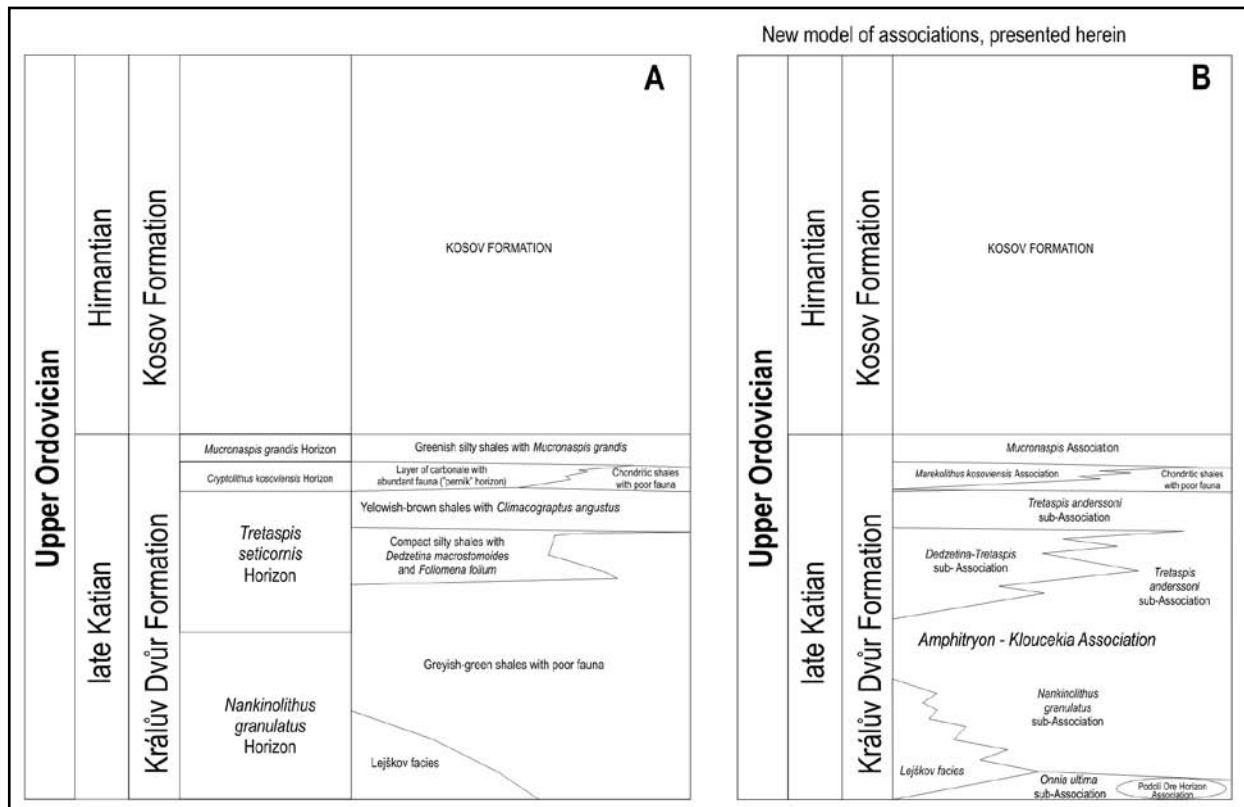 New model of associations, presented herein
A
Upper Ordovician
Hirnantian
Kosov Formation
KOSOV FORMATION
late Katian
Králův Dvůr Formation
Mucronaspis grandis Horizon
Greenish silty shales with Mucronaspis grandis
Cryptolithus kosoviensis Horizon
Layer of carbonate with
abundant fauna ("perník" horizon)
Chondritic shales
with poor fauna
Tretaspis
seticornis
Horizon
Yellowish-brown shales with Climacograptus angustus
Compact silty shales with
Dedzetina macrostomoides
and Foliomena folium
Greyish-green shales with poor fauna
Nankinolithus
granulatus
Horizon
Lejškov facies
B
Upper Ordovician
Hirnantian
Kosov Formation
KOSOV FORMATION
late Katian
Králův Dvůr Formation
Mucronaspis Association
Marekolithus kosoviensis Association
Chondritic shales
with poor fauna
Tretaspis anderssoni
sub-Association
Dedzetina-Tretaspis
sub- Association
Tretaspis
anderssoni
sub-Association
Amphitryon - Kloucekia Association
Nankinolithus
granulatus
sub-Association
Lejškov facies
Onnia ultima
sub-Association
Podolí Ore Horizon
Association